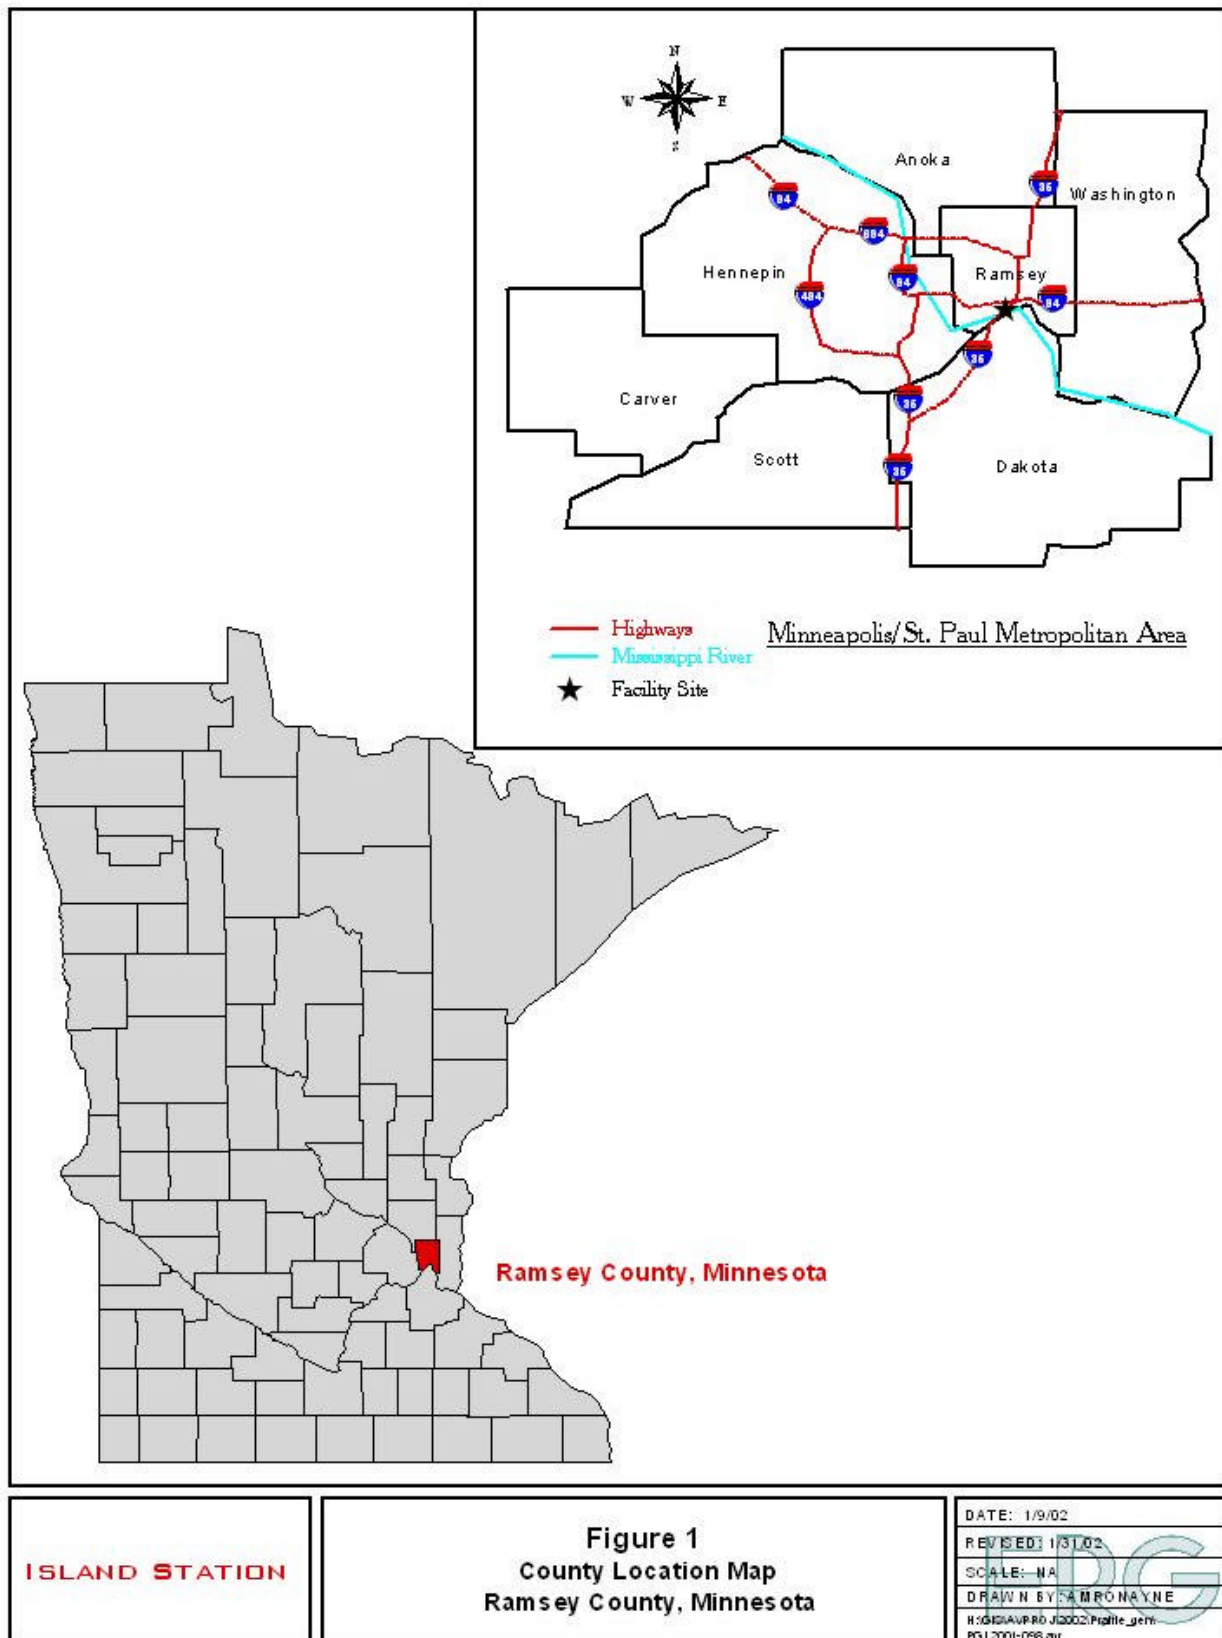 N
W
E
S
Anoka
Washington
Hennepin
Ramsey
Carver
Scott
Dakota
94
694
494
94
35
94
35
35
35
Highways
Mississippi River
Facility Site
Minneapolis/St. Paul Metropolitan Area
Ramsey County, Minnesota
ISLAND STATION
Figure 1
County Location Map
Ramsey County, Minnesota
DATE: 1/9/02
REVISED: 1/31/02
SCALE: NA
DRAWN BY: AMRONAYNE
ERG